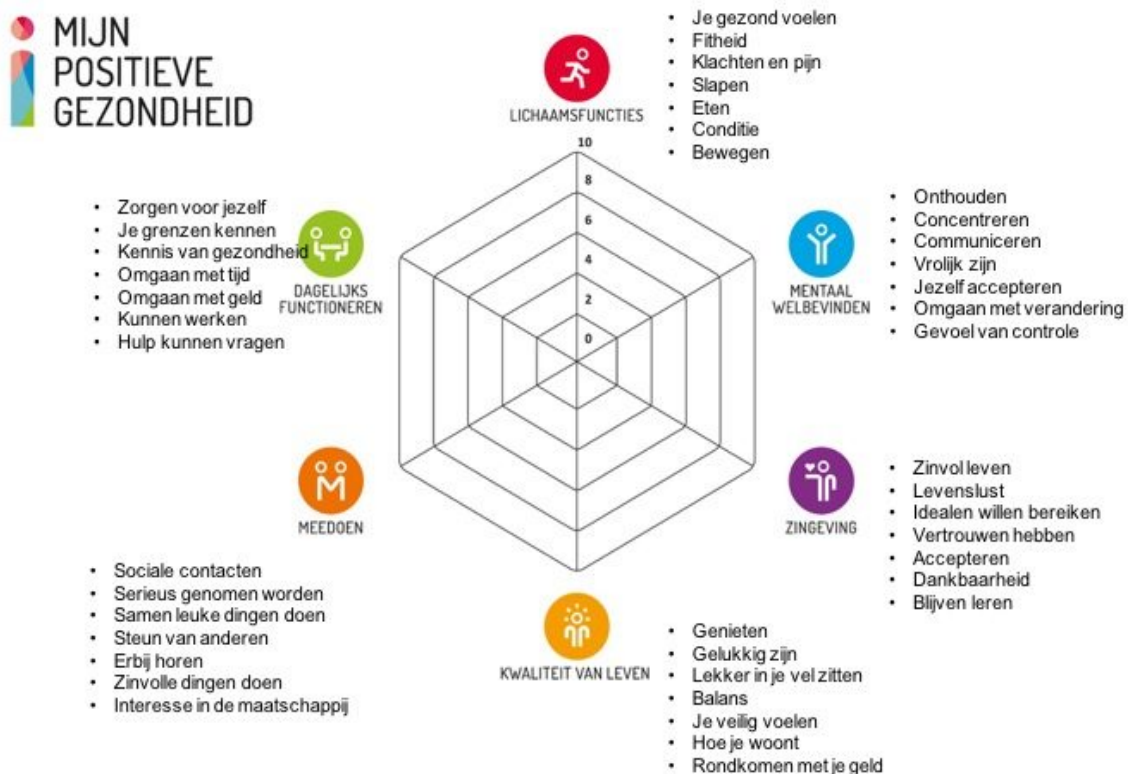 MIJN
POSITIEVE
GEZONDHEID
• Je gezond voelen
• Fitheid
• Klachten en pijn
• Slapen
• Eten
• Conditie
• Bewegen
LICHAAMSFUNCTIES
10
8
6
4
2
0
• Onthouden
• Concentreren
• Communiceren
• Vrolijk zijn
• Jezelf accepteren
• Omgaan met verandering
• Gevoel van controle
MENTAAL
WELBEVINDEN
• Zinvol leven
• Levenslust
• Idealen willen bereiken
• Vertrouwen hebben
• Accepteren
• Dankbaarheid
• Blijven leren
ZINGEVING
• Genieten
• Gelukkig zijn
• Lekker in je vel zitten
• Balans
• Je veilig voelen
• Hoe je woont
• Rondkomen met je geld
KWALITEIT VAN LEVEN
MEEDOEN
• Sociale contacten
• Serieus genomen worden
• Samen leuke dingen doen
• Steun van anderen
• Erbij horen
• Zinvolle dingen doen
• Interesse in de maatschappij
• Zorgen voor jezelf
• Je grenzen kennen
• Kennis van gezondheid
• Omgaan met tijd
• Omgaan met geld
• Kunnen werken
• Hulp kunnen vragen
DAGELIJKS
FUNCTIONEREN